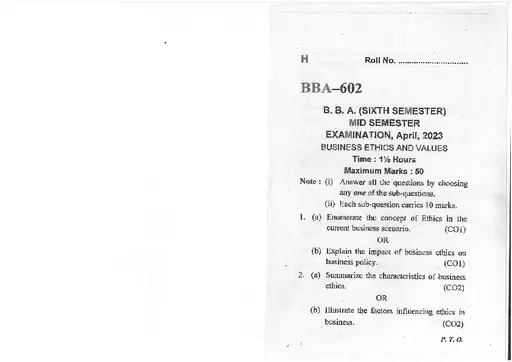 H Roll No. ..............................
BBA–602
B. B. A. (SIXTH SEMESTER)
MID SEMESTER
EXAMINATION, April, 2023
BUSINESS ETHICS AND VALUES
Time : 1½ Hours
Maximum Marks : 50
Note : (i) Answer all the questions by choosing
any one of the sub-questions.
(ii) Each sub-question carries 10 marks.
1. (a) Enumerate the concept of Ethics in the
current business scenario. (CO1)
OR
(b) Explain the impact of business ethics on
business policy. (CO1)
2. (a) Summarize the characteristics of business
ethics. (CO2)
OR
(b) Illustrate the factors influencing ethics in
business. (CO2)
P. T. O.